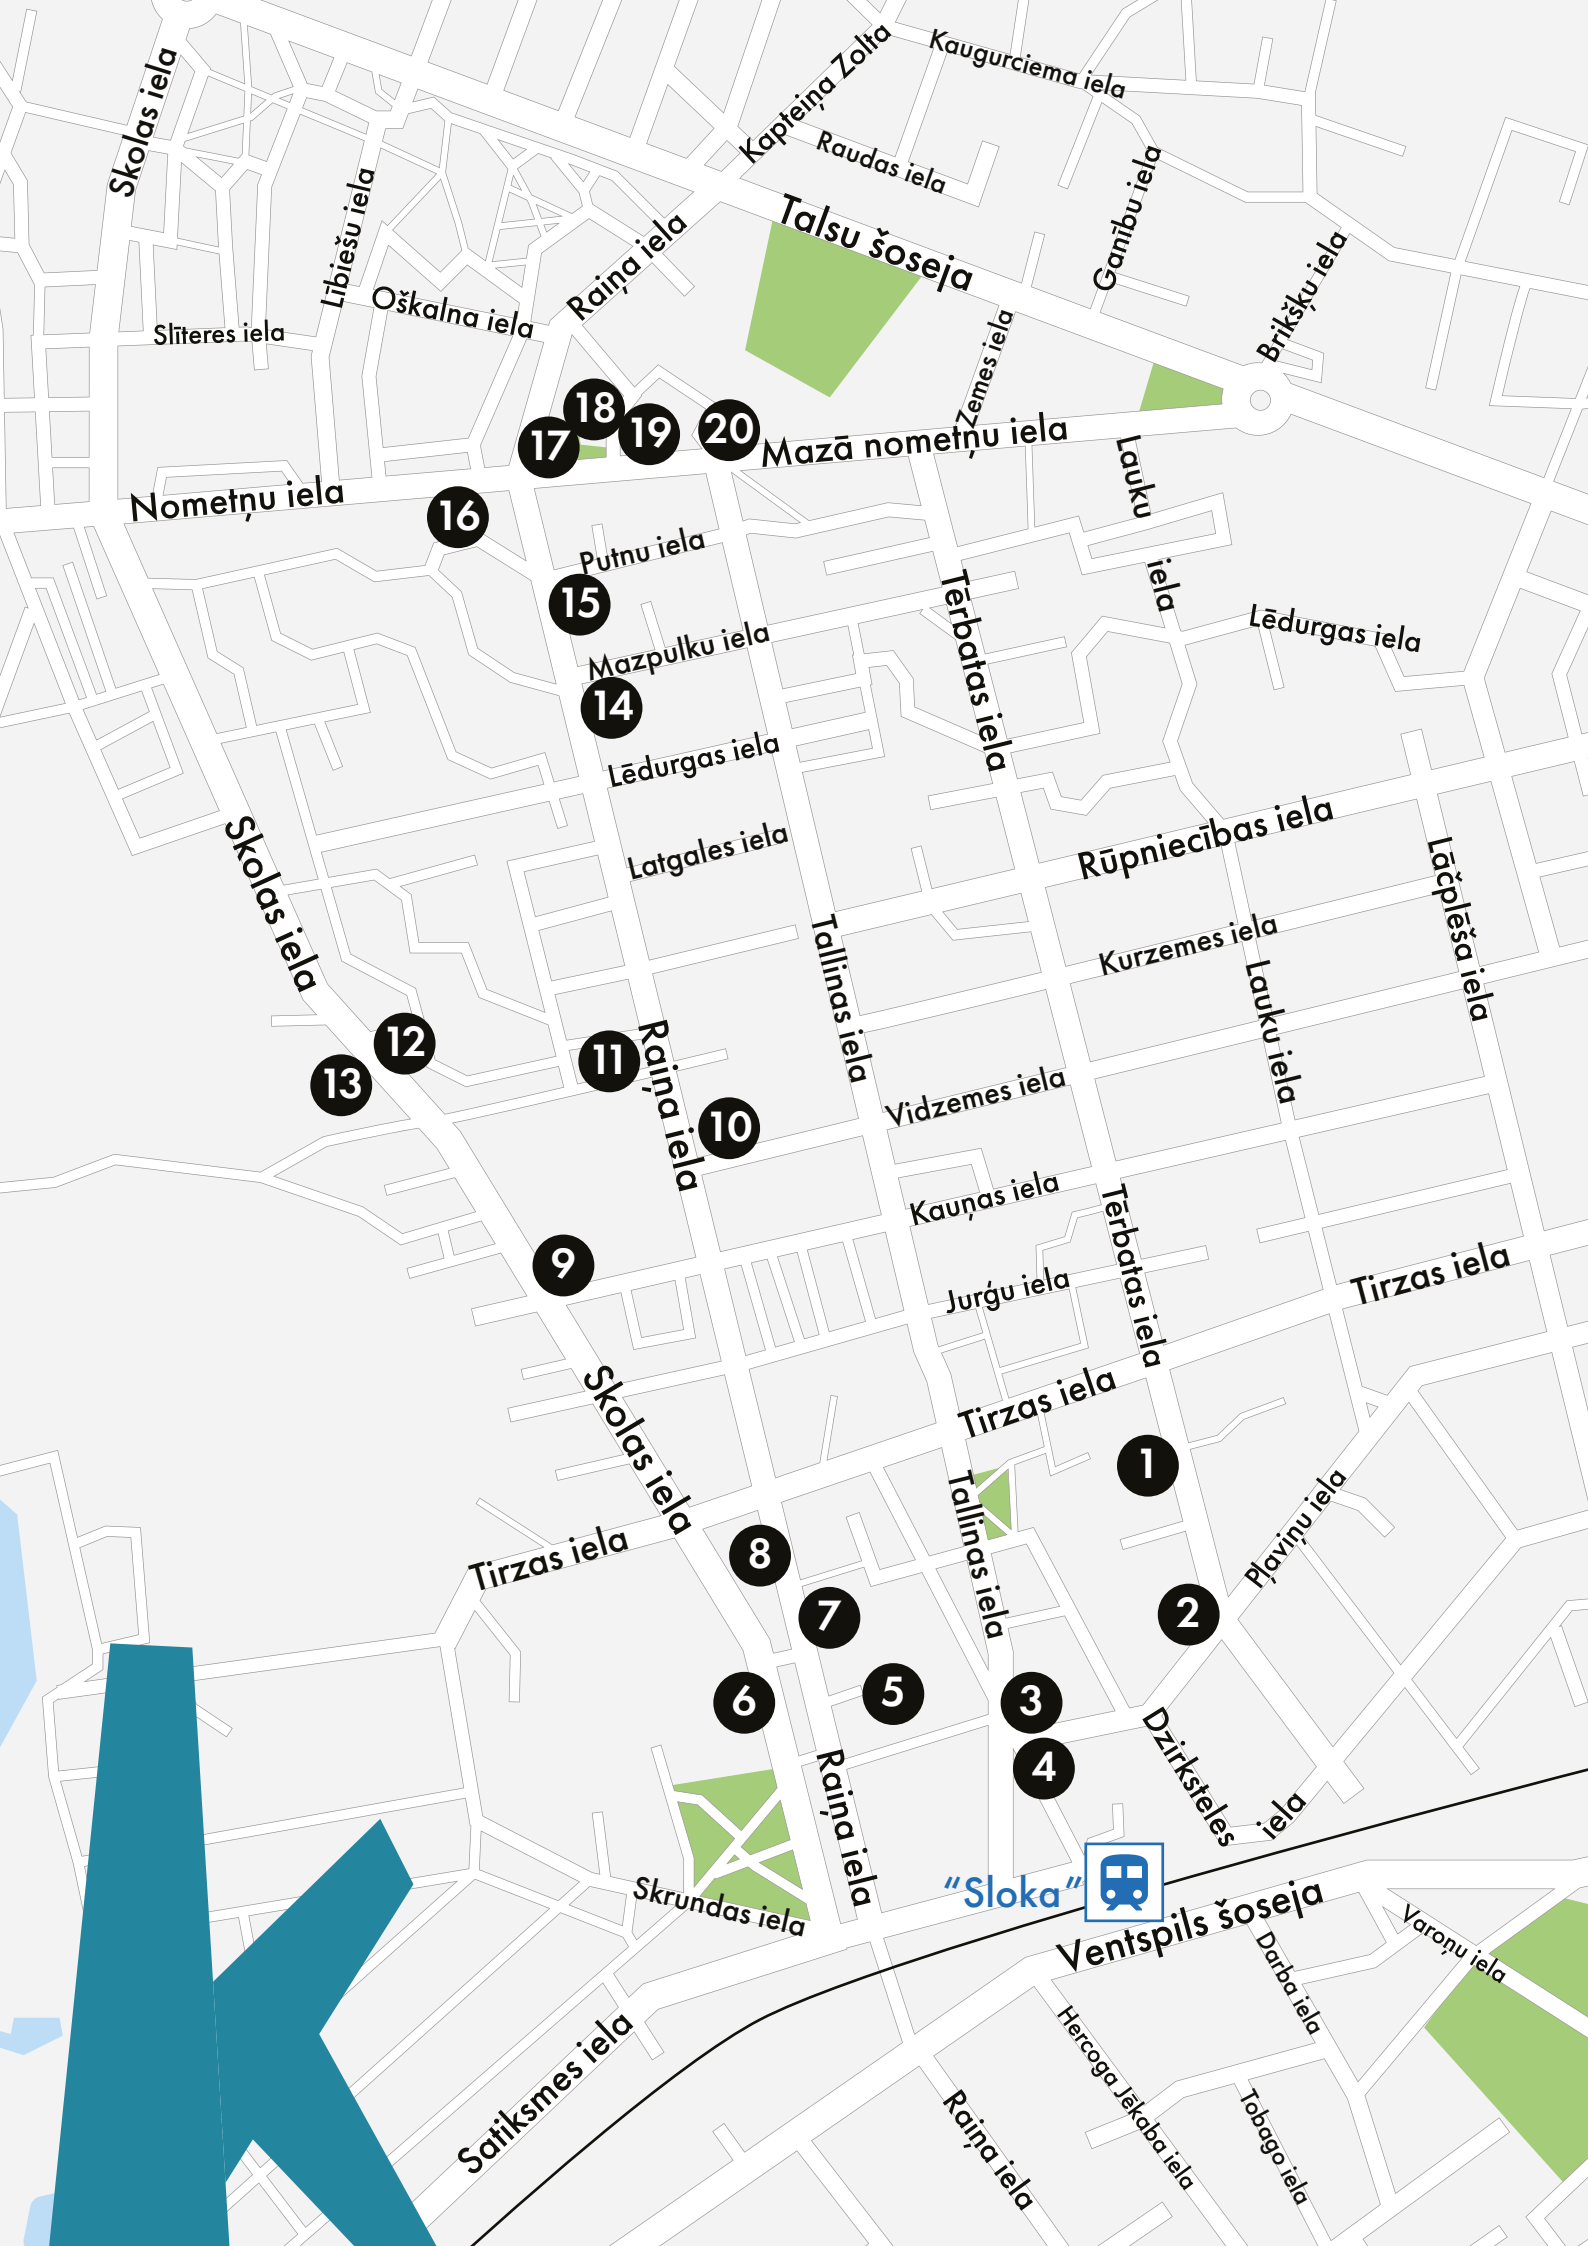 Kaugurciema iela
Kapteiņa Zolta
Skolas iela
Raudas iela
Ganību iela
Lībiešu iela
Talsu šoseja
Raiņa iela
Brikšķu iela
Oškalna iela
Slīteres iela
Zemes iela
18
17
19
20
Mazā nometņu iela
Lauku iela
Nometņu iela
16
Putnu iela
15
Tērbatas iela
Lēdurgas iela
Mazpulku iela
14
Lēdurgas iela
Skolas iela
Latgales iela
Rūpniecības iela
Lāčplēša iela
Tallinas iela
Kurzemes iela
Lauku iela
12
13
11
Raiņa iela
10
Vidzemes iela
Kauņas iela
Tērbatas iela
9
Jurģu iela
Tirzas iela
Skolas iela
Tirzas iela
1
Tallinas iela
Pļaviņu iela
Tirzas iela
8
7
2
6
5
3
4
Dzirksteles iela
Raiņa iela
Skrundas iela
“Sloka”
Ventspils šoseja
Varoņu iela
Darba iela
Satiksmes iela
Hercoga Jēkaba iela
Raiņa iela
Tobago iela